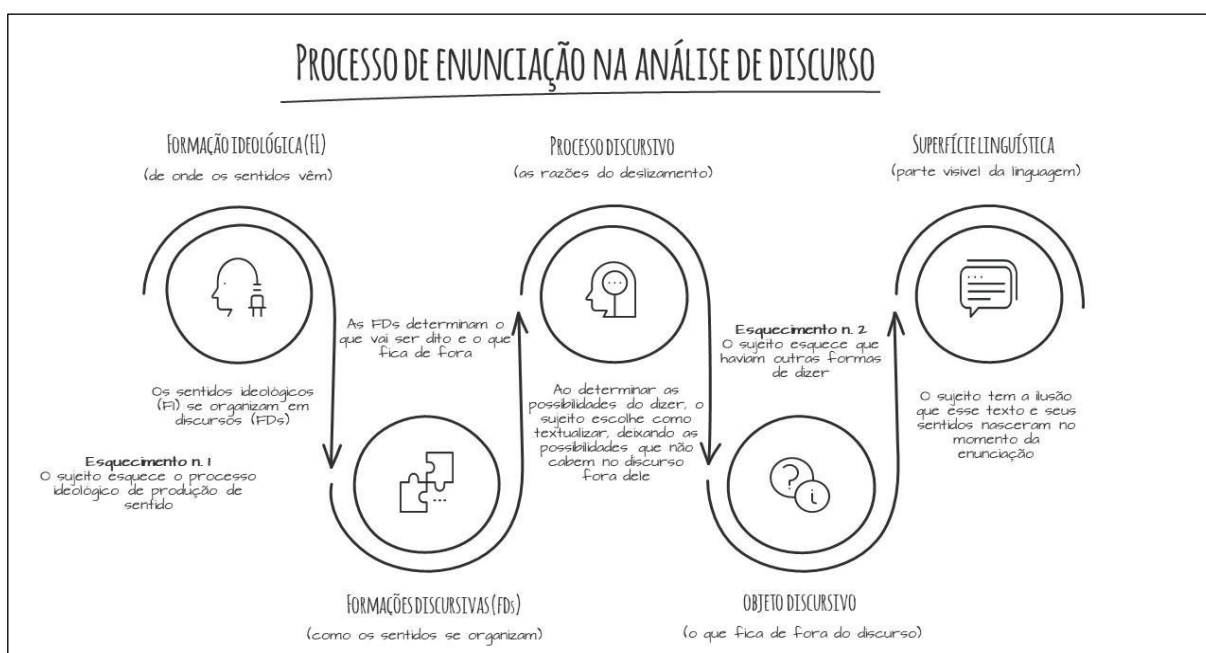 PROCESSO DE ENUNCIAÇÃO NA ANÁLISE DE DISCURSO
FORMAÇÃO IDEOLÓGICA (FI)
(de onde os sentidos vêm)
Os sentidos ideológicos
(FI) se organizam em
discursos (FDs)
Esquecimento n. 1
O sujeito esquece o processo
ideológico de produção de
sentido
As FDs determinam o
que vai ser dito e o que
fica de fora
FORMAÇÕES DISCURSIVAS (FDs)
(como os sentidos se organizam)
PROCESSO DISCURSIVO
(as razões do deslizamento)
Ao determinar as
possibilidades do dizer, o
sujeito escolhe como
textualizar, deixando as
possibilidades que não
cabem no discurso
fora dele
Esquecimento n. 2
O sujeito esquece que
haviam outras formas
de dizer
OBJETO DISCURSIVO
(o que fica de fora do discurso)
SUPERFÍCIE LINGUÍSTICA
(parte visível da linguagem)
O sujeito tem a ilusão
que esse texto e seus
sentidos nasceram no
momento da
enunciação